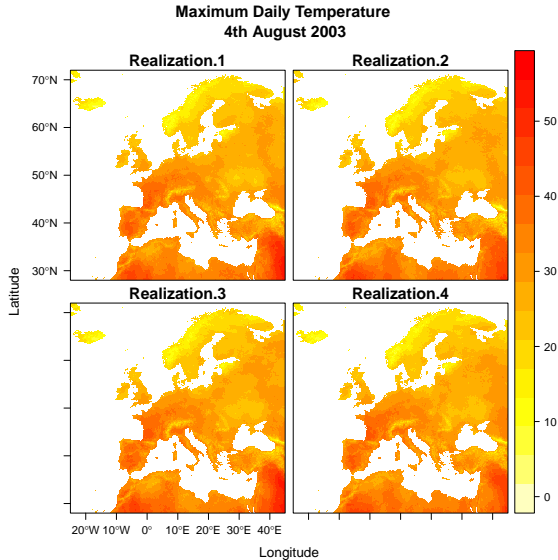 Maximum Daily Temperature
4th August 2003
Realization.1
Realization.2
70°N
60°N
50°N
40°N
30°N
50
40
30
20
10
0
Latitude
Realization.3
Realization.4
20°W 10°W 0° 10°E 20°E 30°E 40°E
Longitude